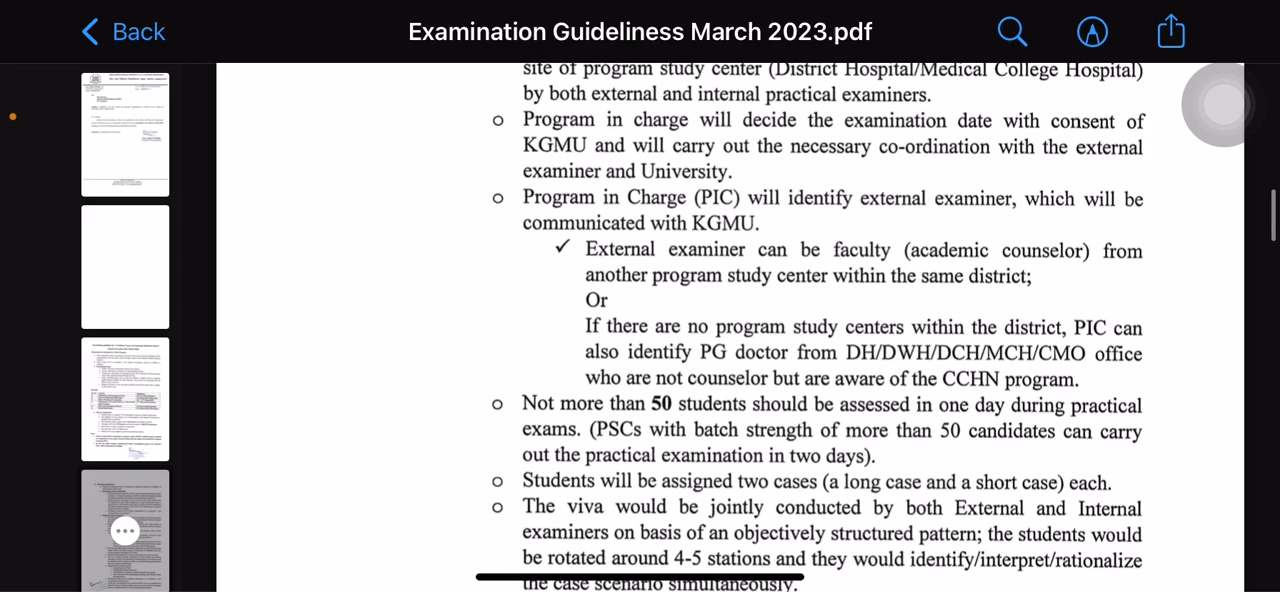 Back
Examination Guideliness March 2023.pdf
site of program study center (District Hospital/Medical College Hospital)
by both external and internal practical examiners.
o Program in charge will decide the examination date with consent of
KGMU and will carry out the necessary co-ordination with the external
examiner and University.
o Program in Charge (PIC) will identify external examiner, which will be
communicated with KGMU.
✓ External examiner can be faculty (academic counselor) from
another program study center within the same district;
Or
If there are no program study centers within the district, PIC can
also identify PG doctor from DH/DWH/DCH/MCH/CMO office
who are not counselor but are aware of the CCHN program.
o Not more than 50 students should be assessed in one day during practical
exams. (PSCs with batch strength of more than 50 candidates can carry
out the practical examination in two days).
o Students will be assigned two cases (a long case and a short case) each.
o The viva would be jointly conducted by both External and Internal
examiner on basis of an objectively structured pattern; the students would
be issued around 4-5 stations and they would identify/interpret/rationalize
the case scenario simultaneously.